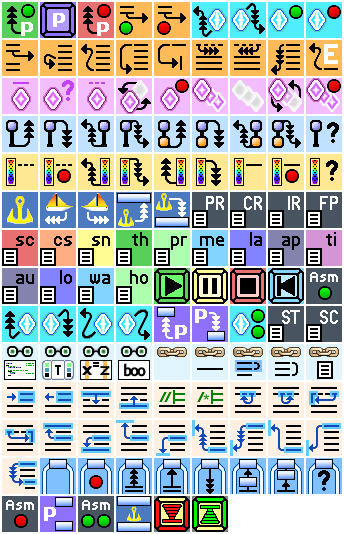 P P P
E
?
?
?
PR CR IR FP
sc cs sn th pr me la ap ti
au lo wa ho Asm
P P ST SC
T x=z boo
// /*
?
Asm P Asm